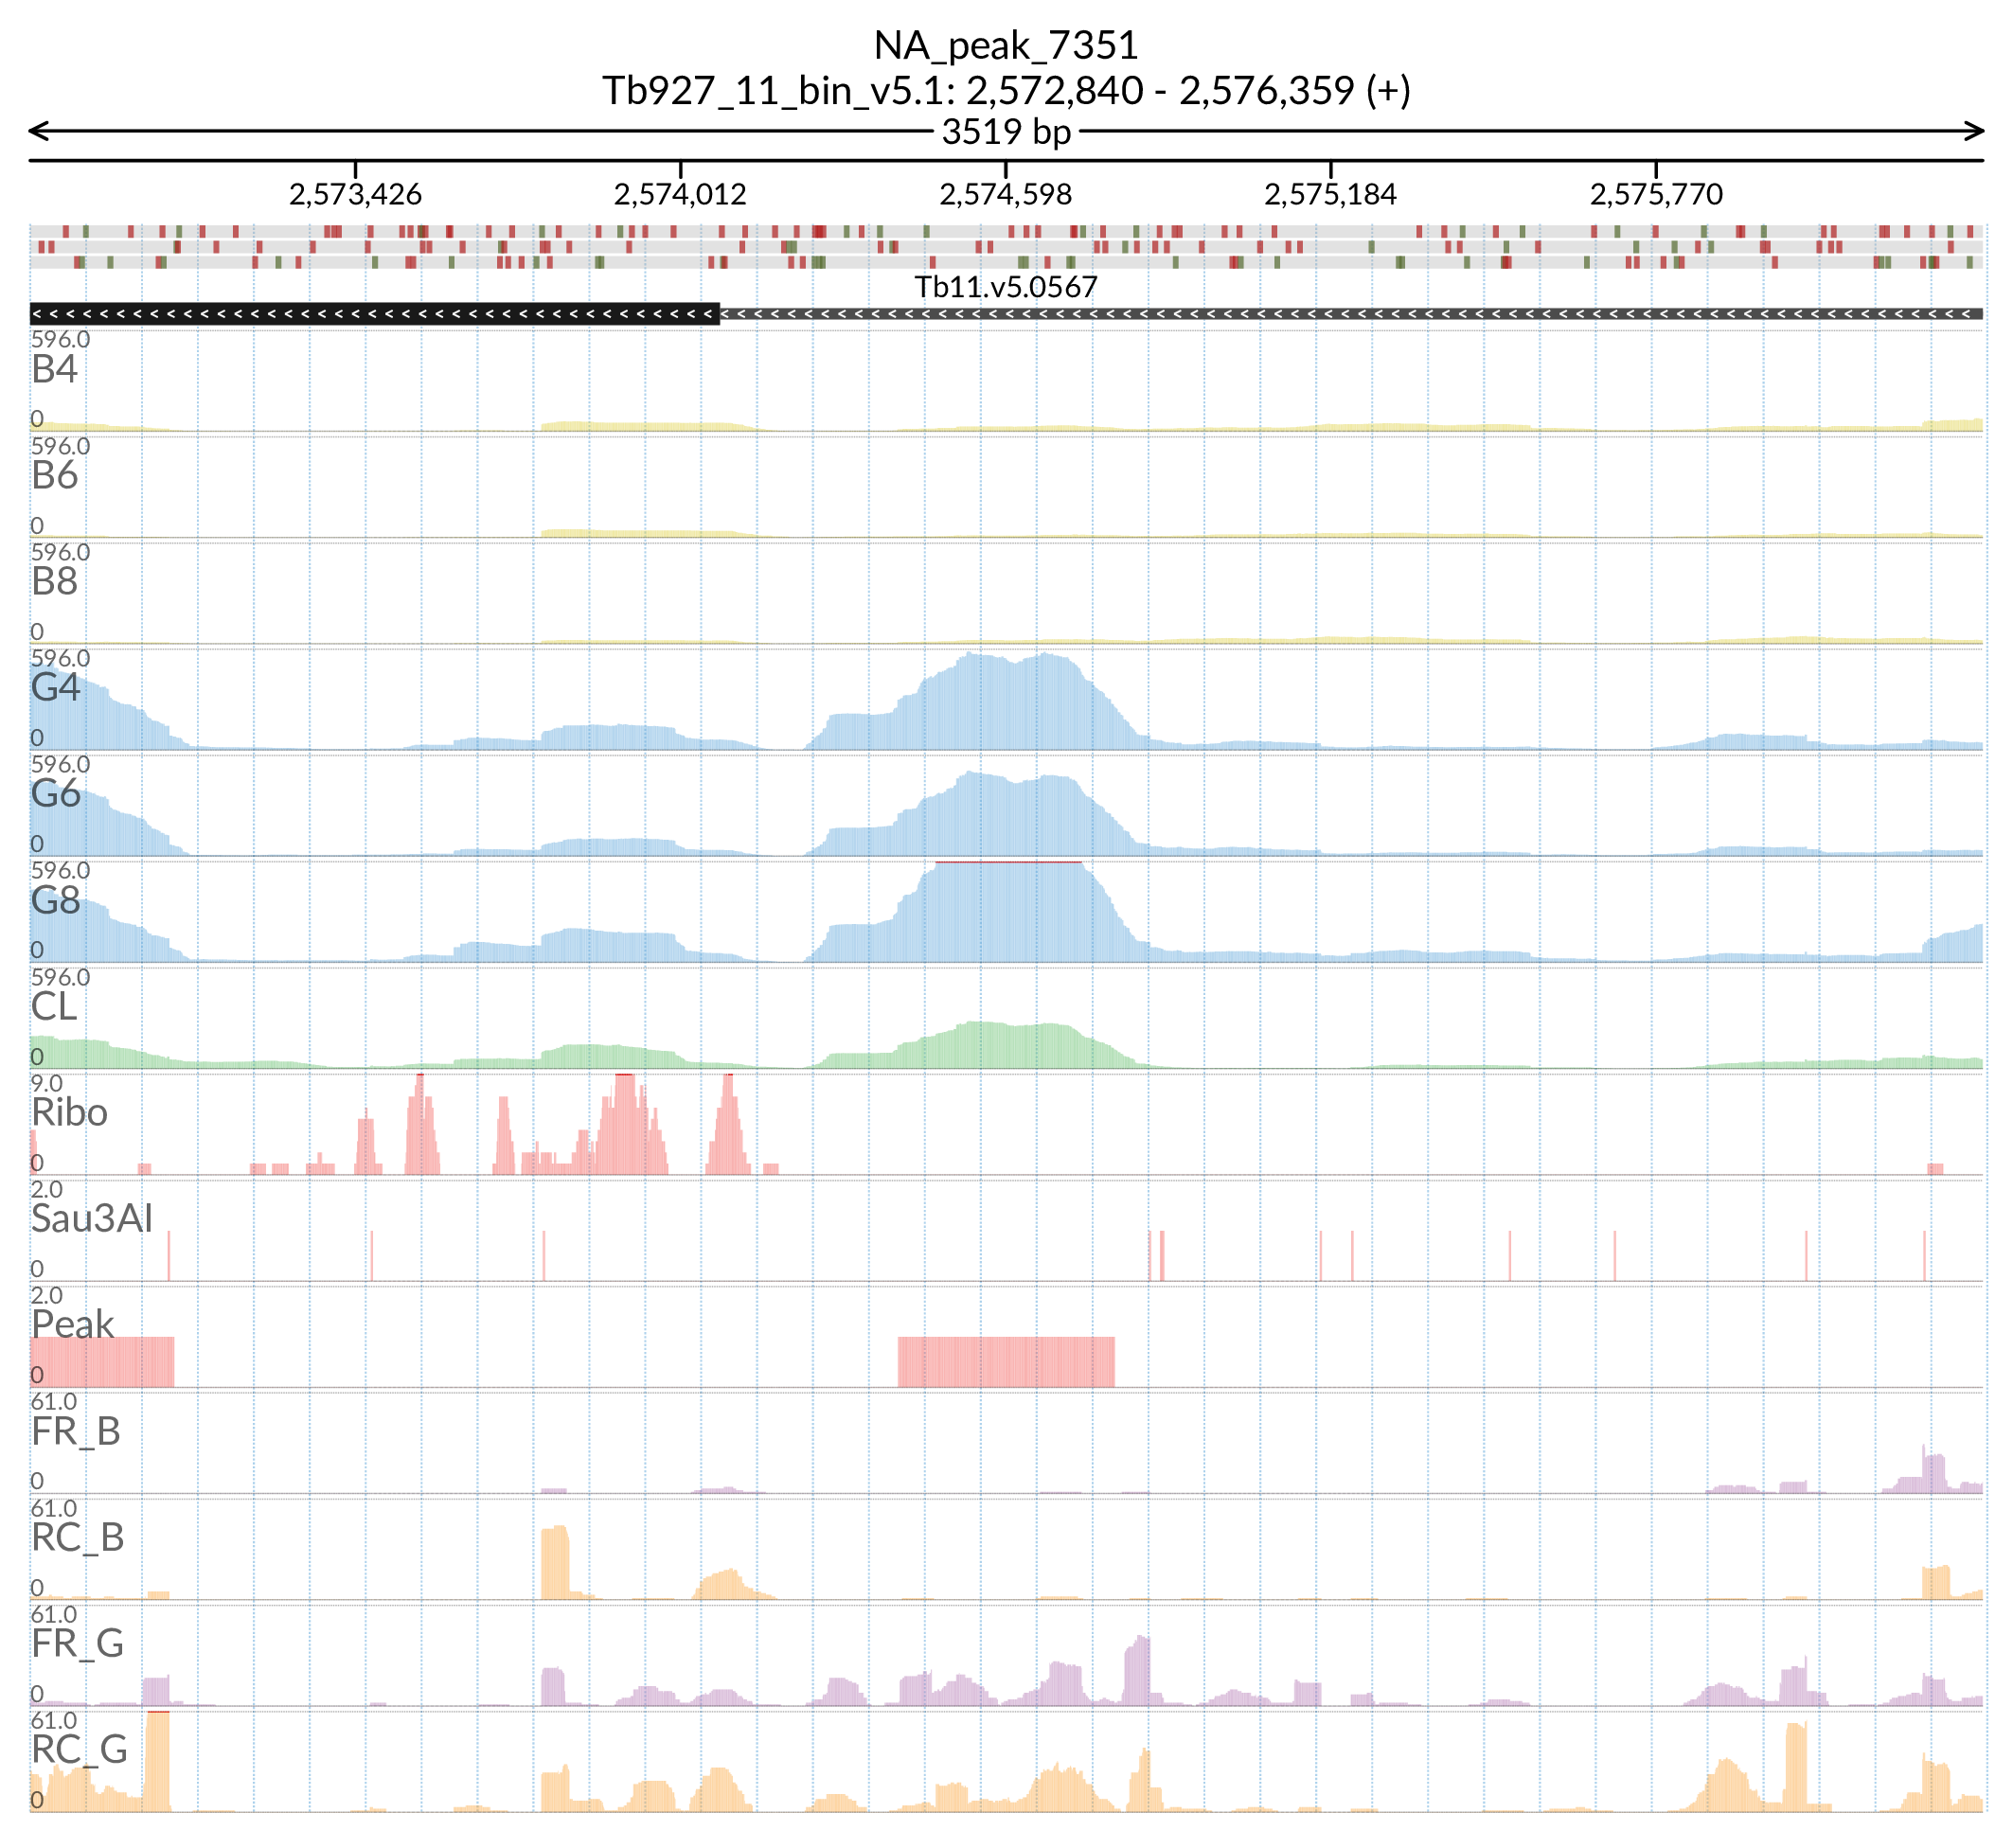 NA_peak_7351
Tb927_11_bin_v5.1: 2,572,840 - 2,576,359 (+)
3519 bp
2,573,426 2,574,012 2,574,598 2,575,184 2,575,770
Tb11.v5.0567
596.0
B4
0
596.0
B6
0
596.0
B8
0
596.0
G4
0
596.0
G6
0
596.0
G8
0
596.0
CL
0
9.0
Ribo
0
2.0
Sau3AI
0
2.0
Peak
0
61.0
FR_B
0
61.0
RC_B
0
61.0
FR_G
0
61.0
RC_G
0